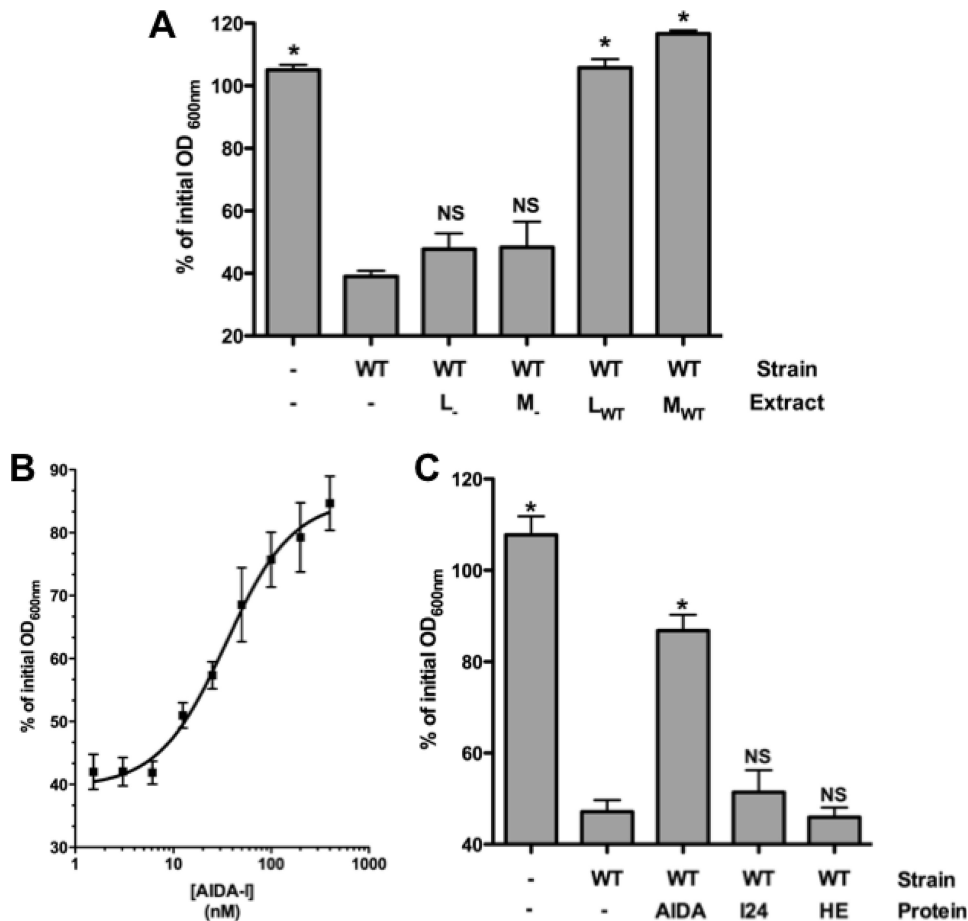 A
% of initial OD 600nm
120
100
80
60
40
20
*
NS
NS
*
*
- WT WT WT WT WT Strain
- - L- M- LWT MWT Extract
B
% of initial OD600nm
90
80
70
60
50
40
30
1 10 100 1000
[AIDA-I]
(nM)
C
% of initial OD600nm
120
100
80
60
40
*
*
NS
NS
- WT WT WT WT Strain
- - AIDA I24 HE Protein